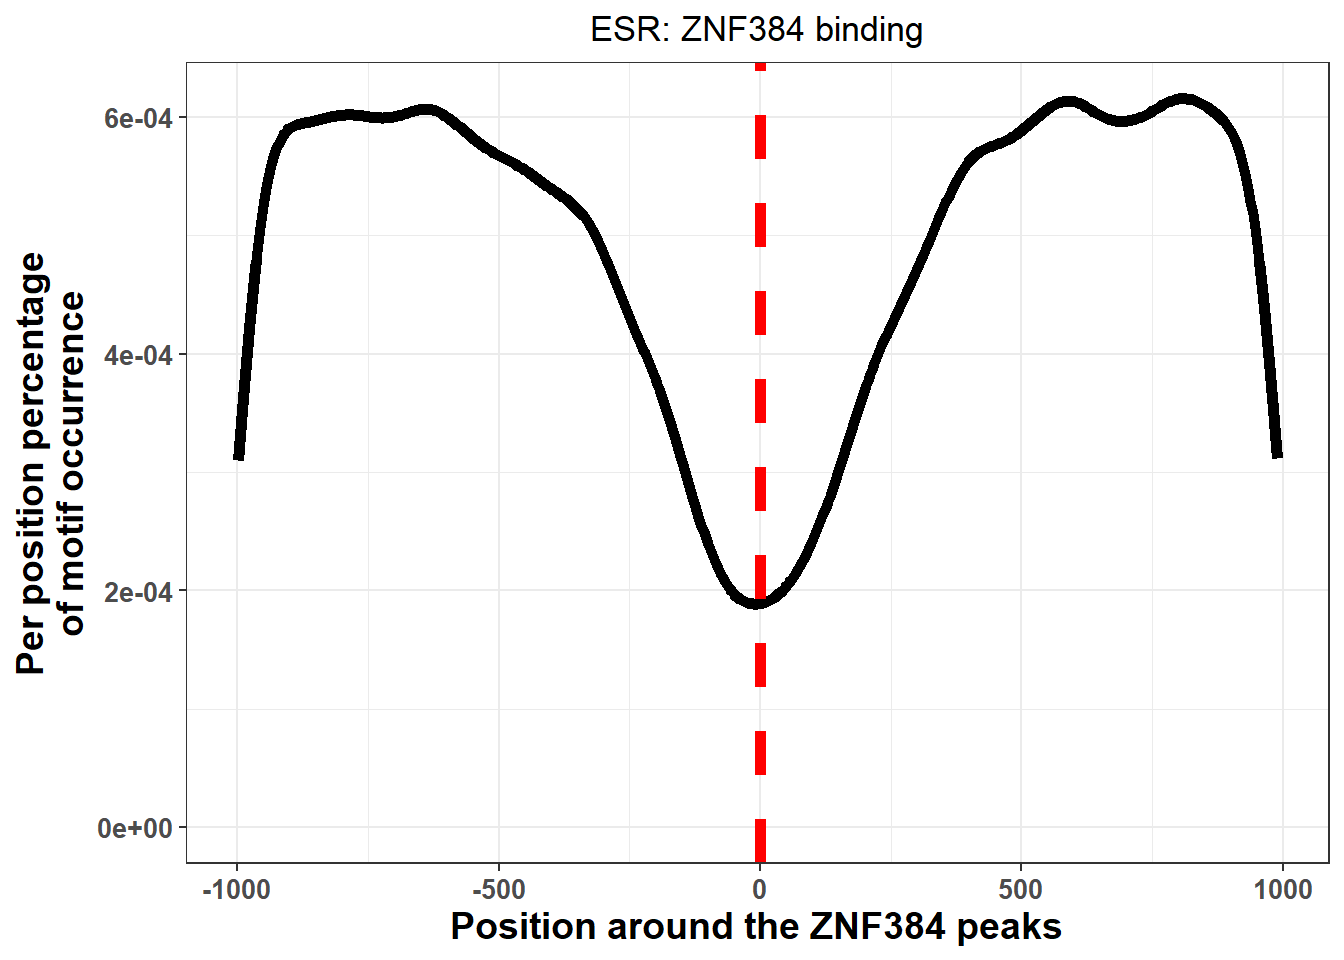 ESR: ZNF384 binding
Per position percentage
of motif occurrence
6e-04
4e-04
2e-04
0e+00
-1000
-500
0
500
1000
Position around the ZNF384 peaks